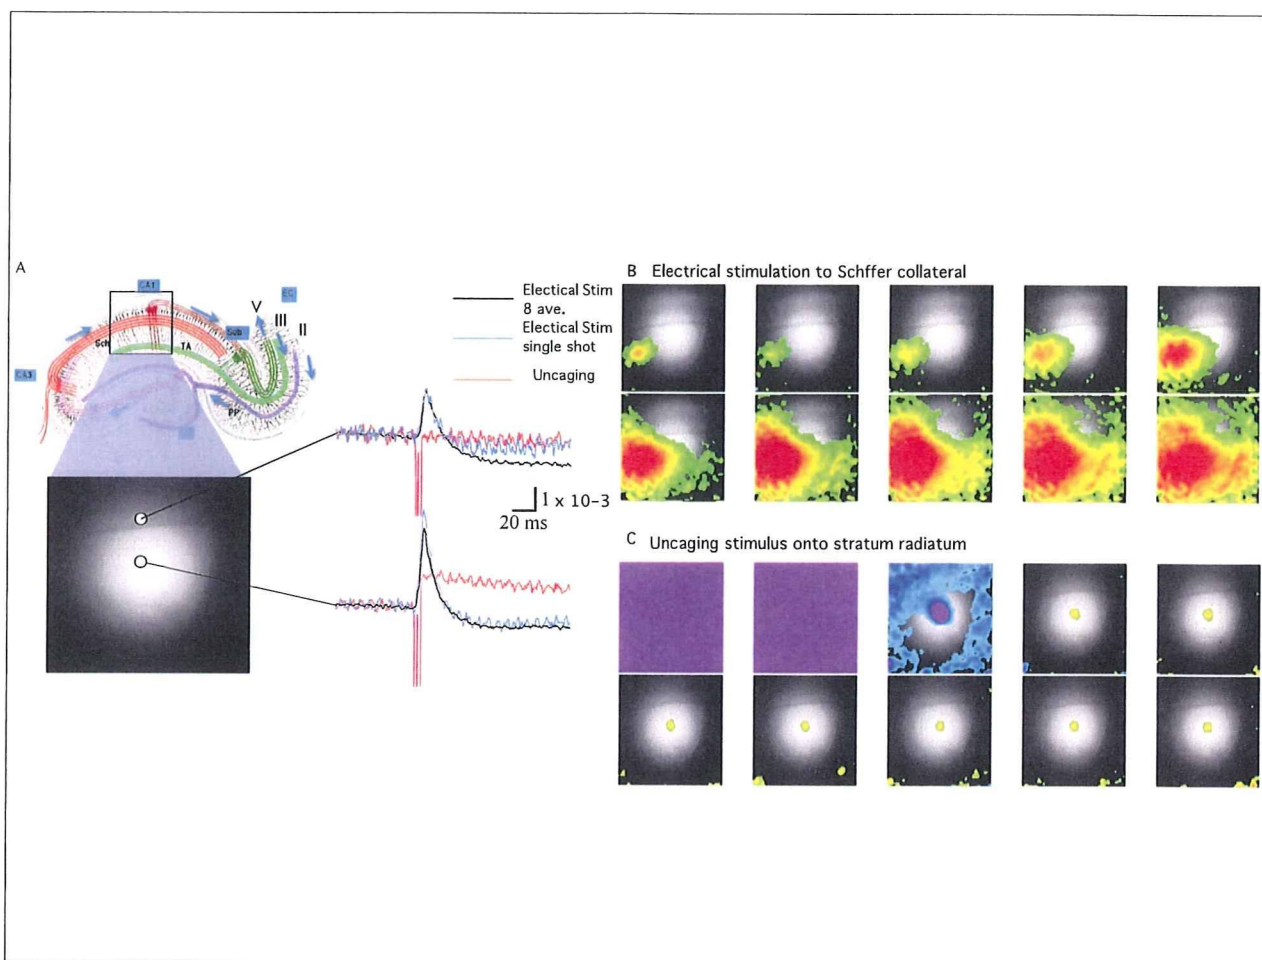 A
CA1
EC
V
III
II
Sub
Sch
TA
CA3
PP
Electical Stim
8 ave.
Electical Stim
single shot
Uncaging
1 x 10-3
20 ms
B Electrical stimulation to Schffer collateral
C Uncaging stimulus onto stratum radiatum